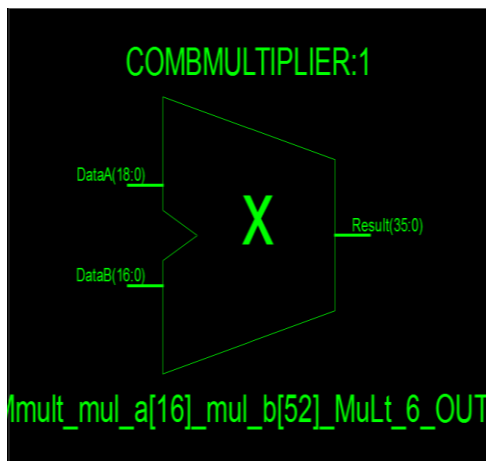 COMBMULTIPLIER:1
DataA(18:0)
X
Result(35:0)
DataB(16:0)
Mmult_mul_a[16]_mul_b[52]_MuLt_6_OUT